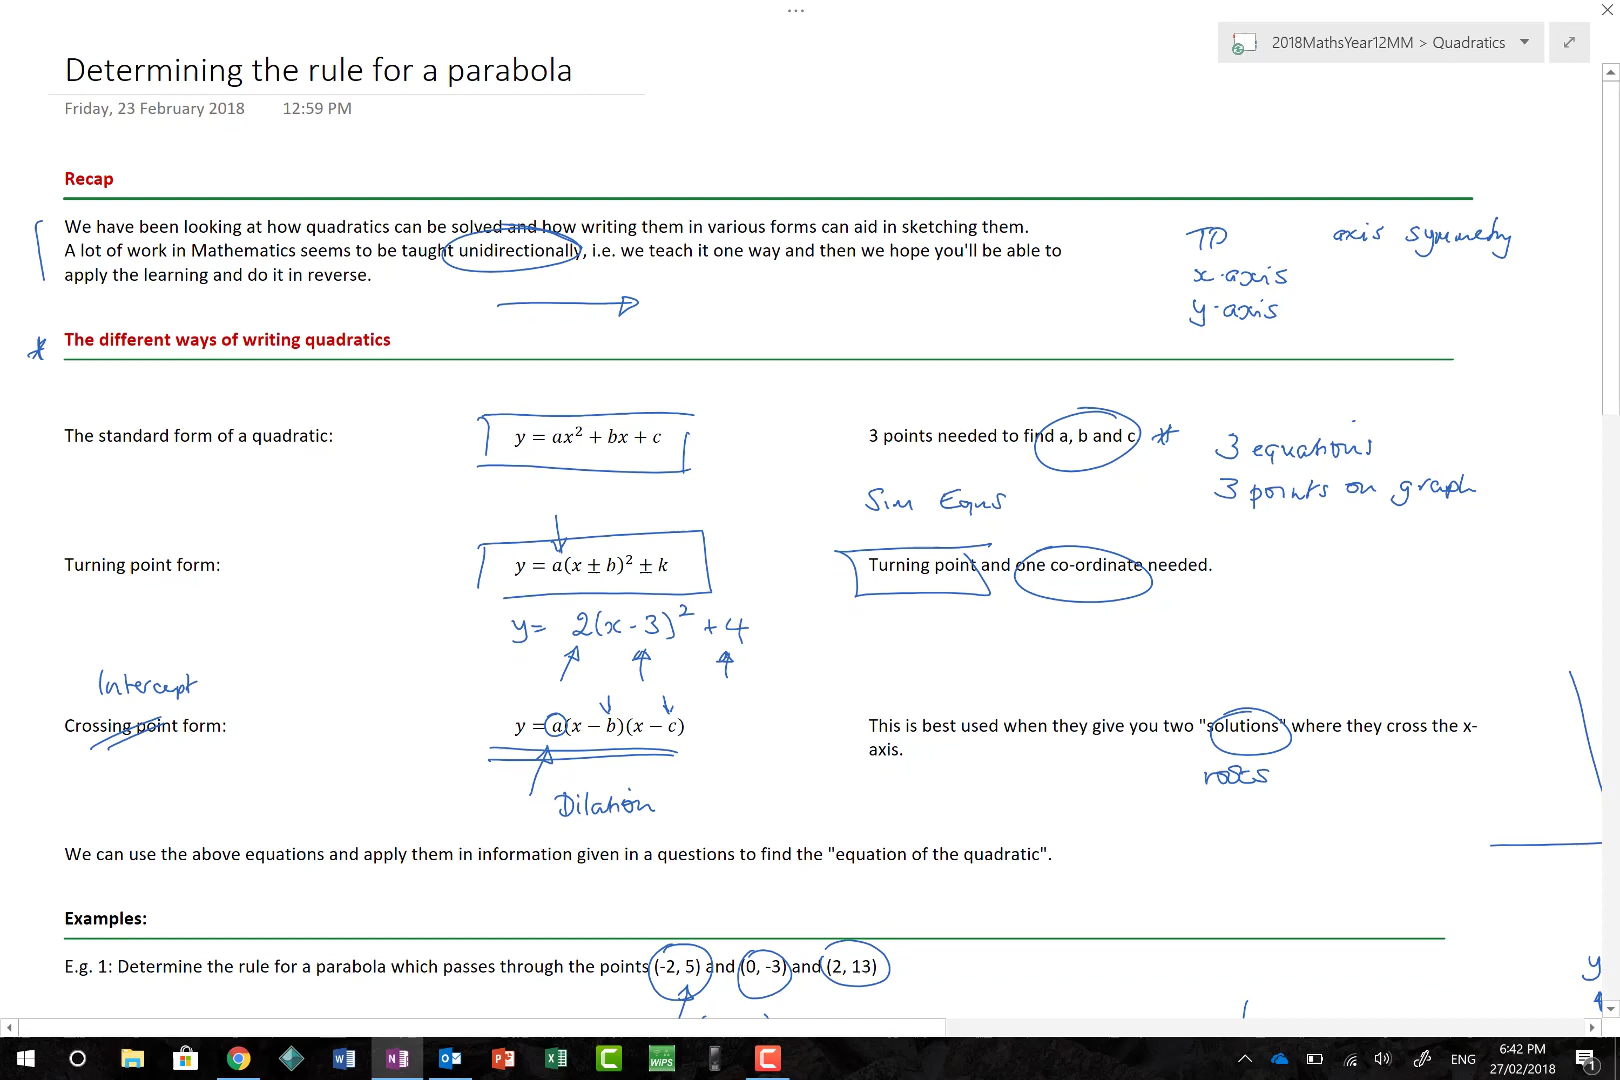 2018MathsYear12MM > Quadratics
Determining the rule for a parabola
Friday, 23 February 2018 12:59 PM
Recap
We have been looking at how quadratics can be solved and how writing them in various forms can aid in sketching them.
A lot of work in Mathematics seems to be taught unidirectionally, i.e. we teach it one way and then we hope you'll be able to
apply the learning and do it in reverse.
TP axis symmetry
x-axis
y-axis
* The different ways of writing quadratics
The standard form of a quadratic: y = ax² + bx + c 3 points needed to find a, b and c *
3 equations
3 points on graph
Sim Eqns
Turning point form: y = a(x ± b)² ± k Turning point and one co-ordinate needed.
y = 2(x - 3)² + 4
Intercept
Crossing point form: y = a(x − b)(x − c) This is best used when they give you two "solutions" where they cross the x-
axis.
roots
Dilation
We can use the above equations and apply them in information given in a questions to find the "equation of the quadratic".
Examples:
E.g. 1: Determine the rule for a parabola which passes through the points (-2, 5) and (0, -3) and (2, 13)
y
WiPS
ENG
6:42 PM
27/02/2018
1